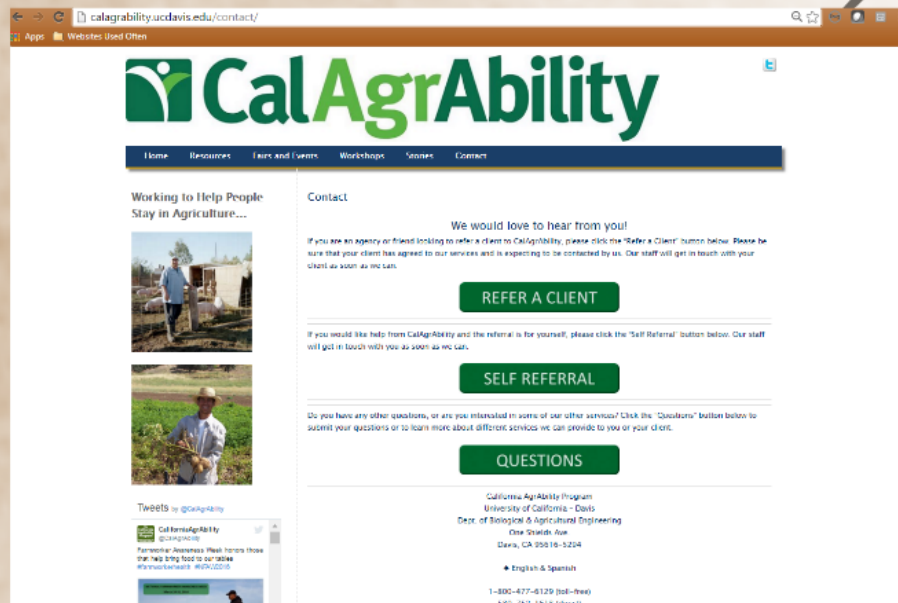 calagrability.ucdavis.edu/contact/
Apps Websites Used Often
CalAgrAbility
Home Resources Fairs and Events Workshops Stories Contact
Working to Help People
Stay in Agriculture...
Tweets by @CalAgrAbility
CaliforniaAgrAbility
@CalAgrAbility
Farmworker Awareness Week honors those
that help bring food to our tables
#farmworkerhealth #NFAW2016
Contact
We would love to hear from you!
If you are an agency or friend looking to refer a client to CalAgrAbility, please click the "Refer a Client" button below. Please be
sure that your client has agreed to our services and is expecting to be contacted by us. Our staff will get in touch with your
client as soon as we can.
REFER A CLIENT
If you would like help from CalAgrAbility and the referral is for yourself, please click the "Self Referral" button below. Our staff
will get in touch with you as soon as we can.
SELF REFERRAL
Do you have any other questions, or are you interested in some of our other services? Click the "Questions" button below to
submit your questions or to learn more about different services we can provide to you or your client.
QUESTIONS
California AgrAbility Program
University of California - Davis
Dept. of Biological & Agricultural Engineering
One Shields Ave.
Davis, CA 95616-5294
English & Spanish
1-800-477-6129 (toll-free)